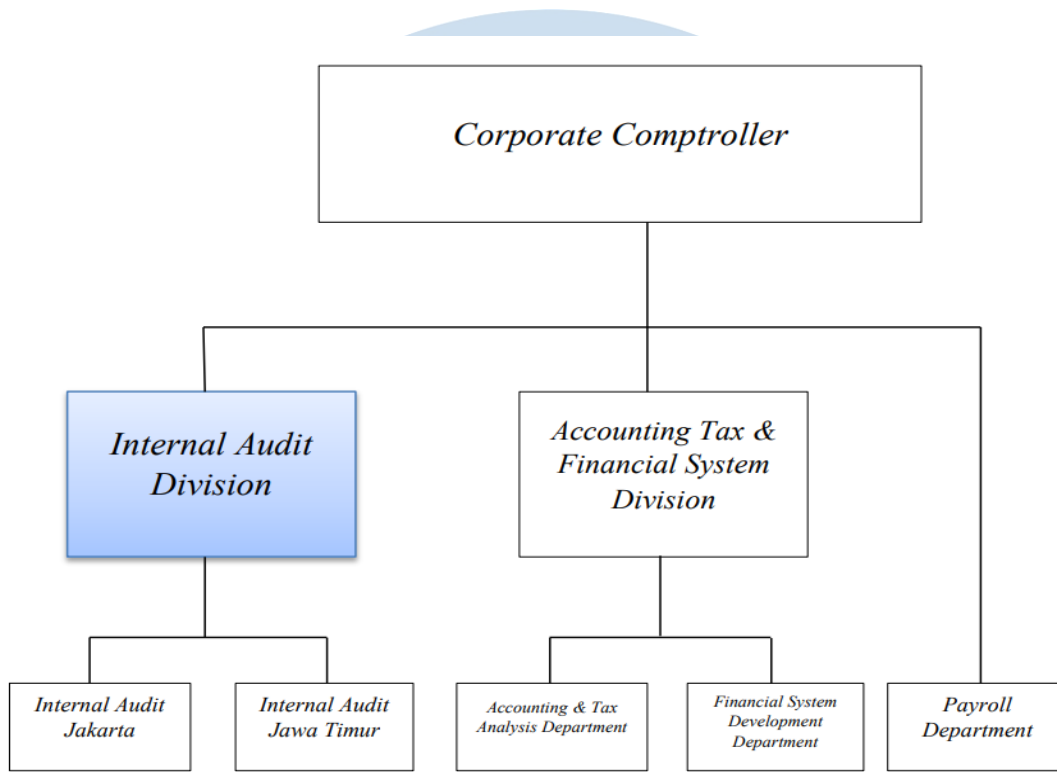 Corporate Comptroller
Internal Audit
Division
Accounting Tax &
Financial System
Division
Internal Audit
Jakarta
Internal Audit
Jawa Timur
Accounting & Tax
Analysis Department
Financial System
Development
Department
Payroll
Department